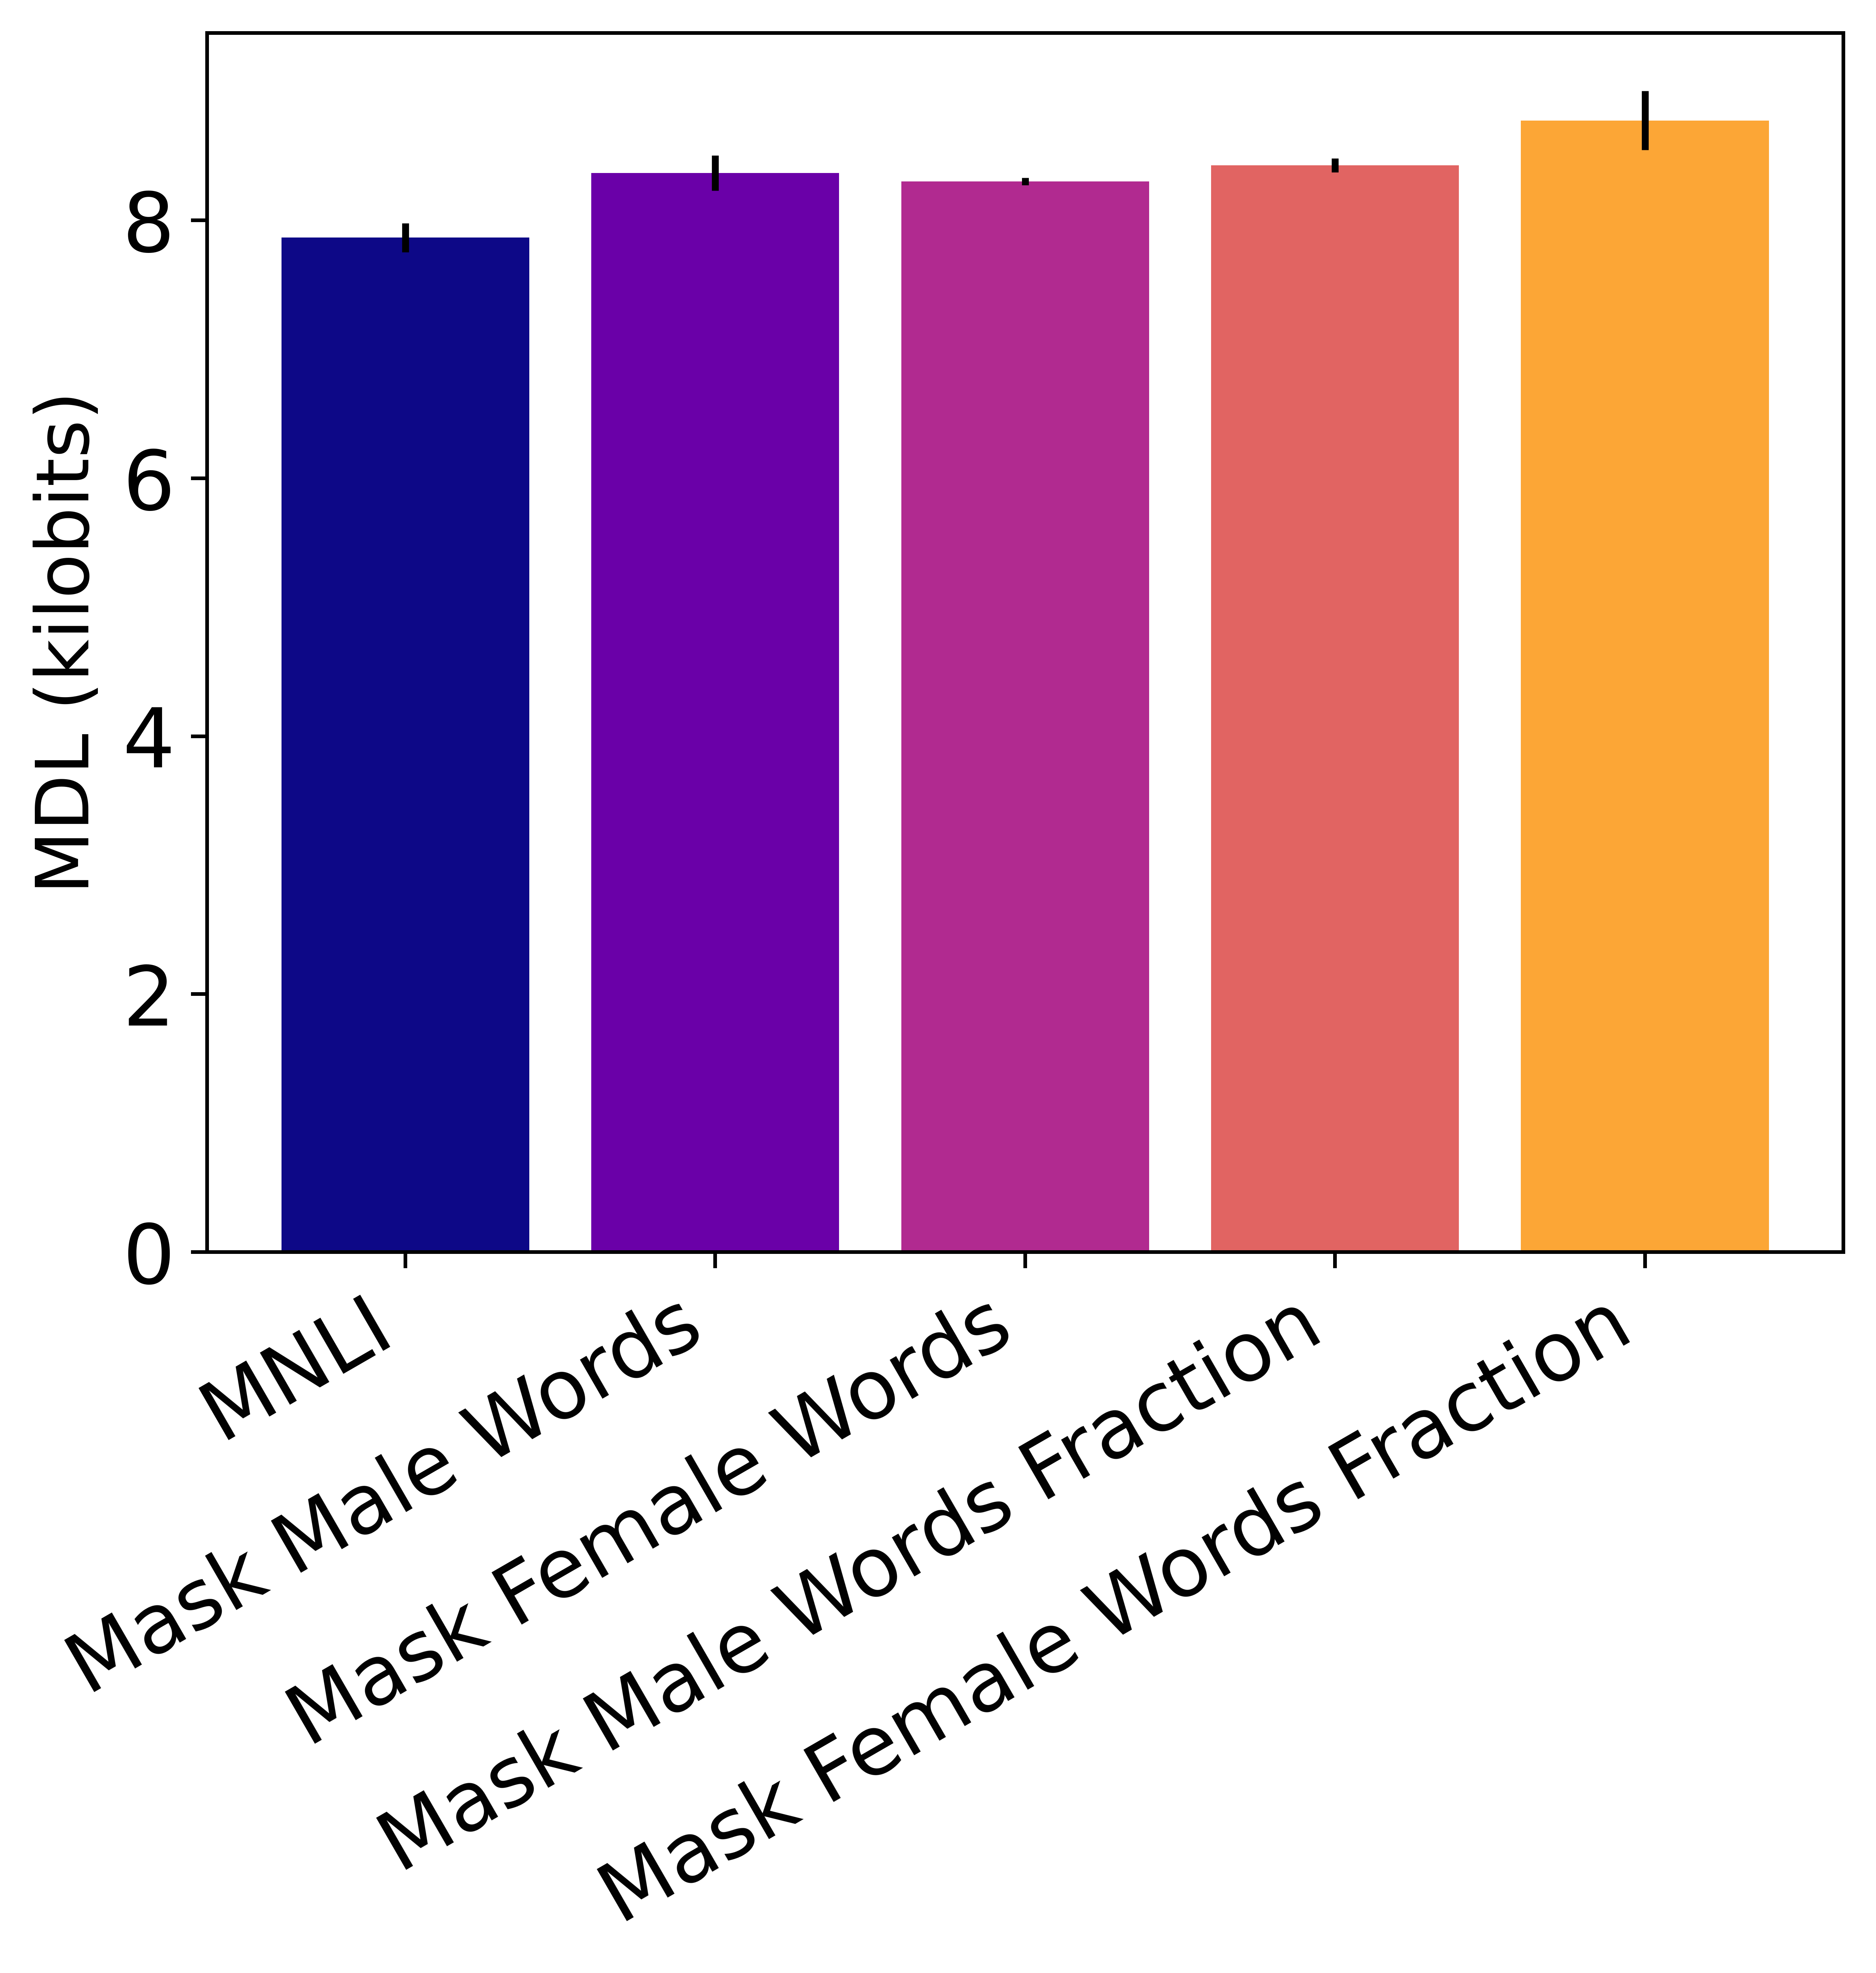 MDL (kilobits)
8
6
4
2
0
MNLI
Mask Male Words
Mask Female Words
Mask Male Words Fraction
Mask Female Words Fraction